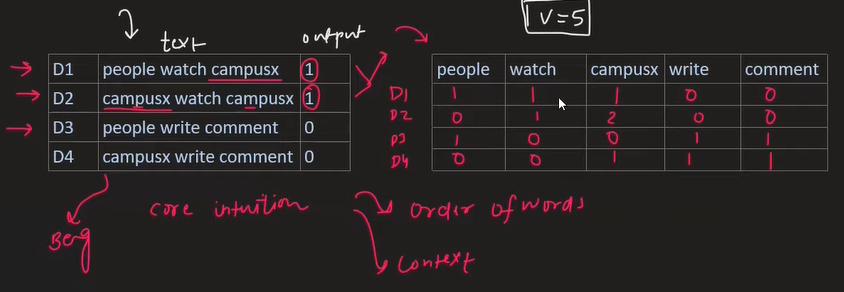 V=5
text output
D1 people watch campusx 1
D2 campusx watch campusx 1
D3 people write comment 0
D4 campusx write comment 0
people watch campusx write comment
D1 1 1 1 0 0
D2 0 1 2 0 0
D3 1 0 0 1 1
D4 0 0 1 1 1
core intuition
order of words
context